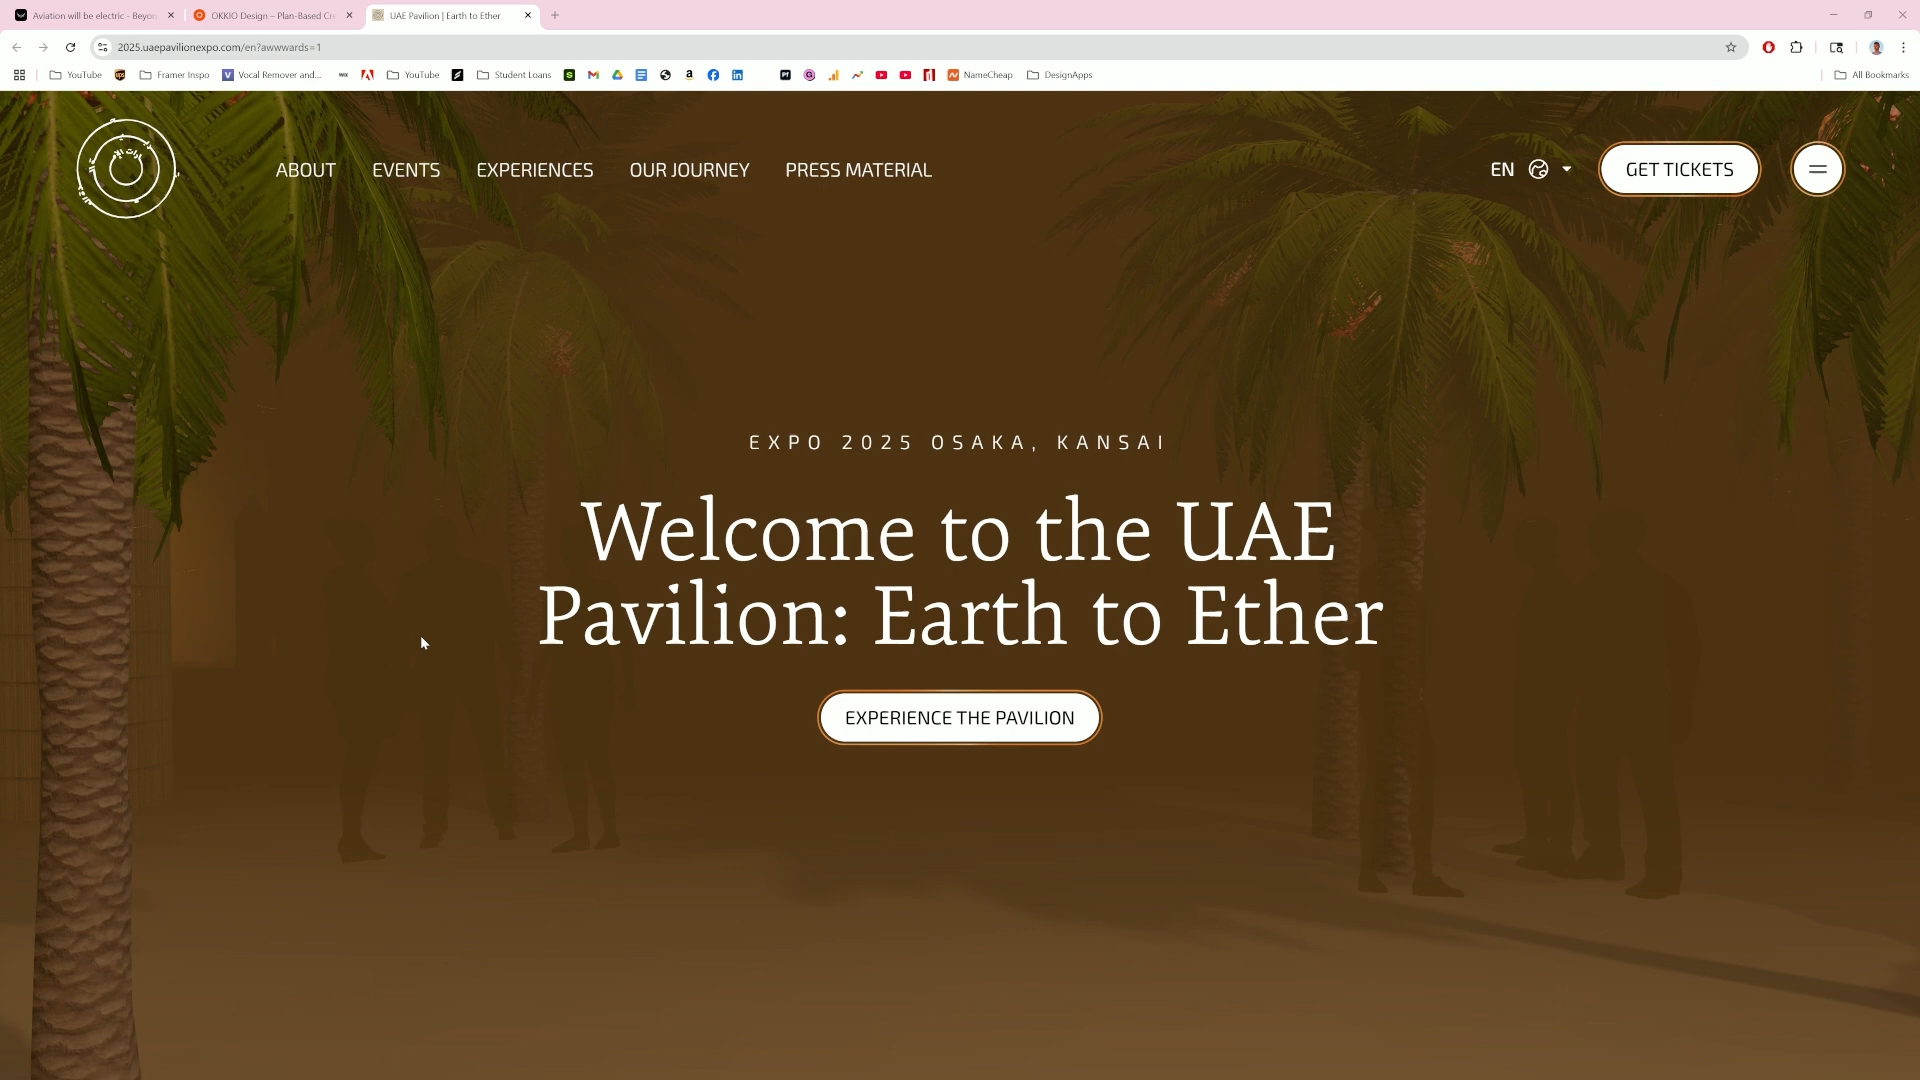 Aviation will be electric - Beyon
OKKIO Design – Plan-Based Cre
UAE Pavilion | Earth to Ether
2025.uaepavilionexpo.com/en?awwwards=1
YouTube
Framer Inspo
Vocal Remover and...
YouTube
Student Loans
NameCheap
DesignApps
All Bookmarks
ABOUT
EVENTS
EXPERIENCES
OUR JOURNEY
PRESS MATERIAL
EN
GET TICKETS
EXPO 2025 OSAKA, KANSAI
Welcome to the UAE
Pavilion: Earth to Ether
EXPERIENCE THE PAVILION